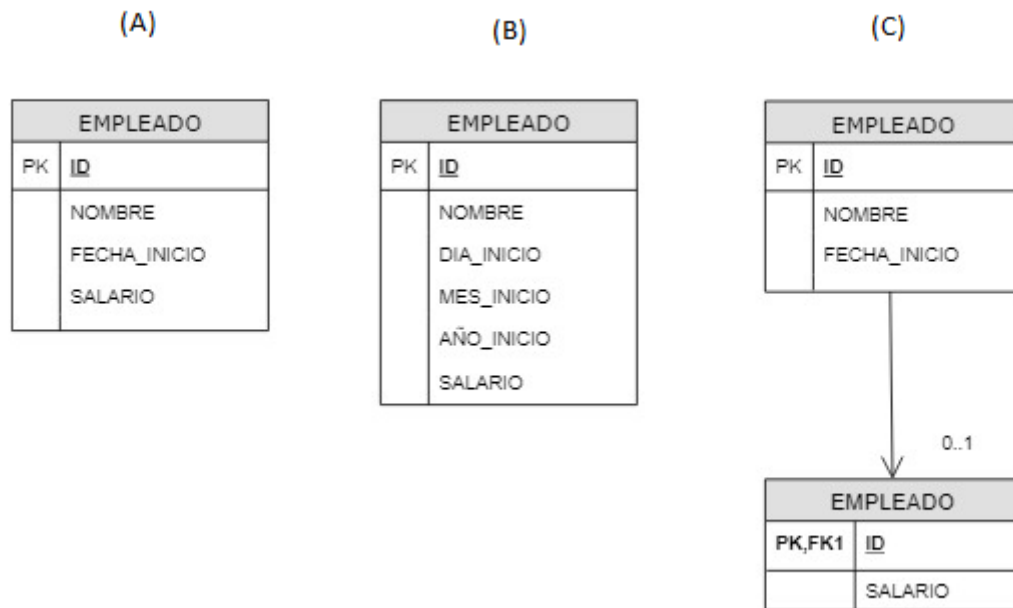 (A)
EMPLEADO
PK ID
NOMBRE
FECHA_INICIO
SALARIO
(B)
EMPLEADO
PK ID
NOMBRE
DIA_INICIO
MES_INICIO
AÑO_INICIO
SALARIO
(C)
EMPLEADO
PK ID
NOMBRE
FECHA_INICIO
0..1
EMPLEADO
PK,FK1 ID
SALARIO